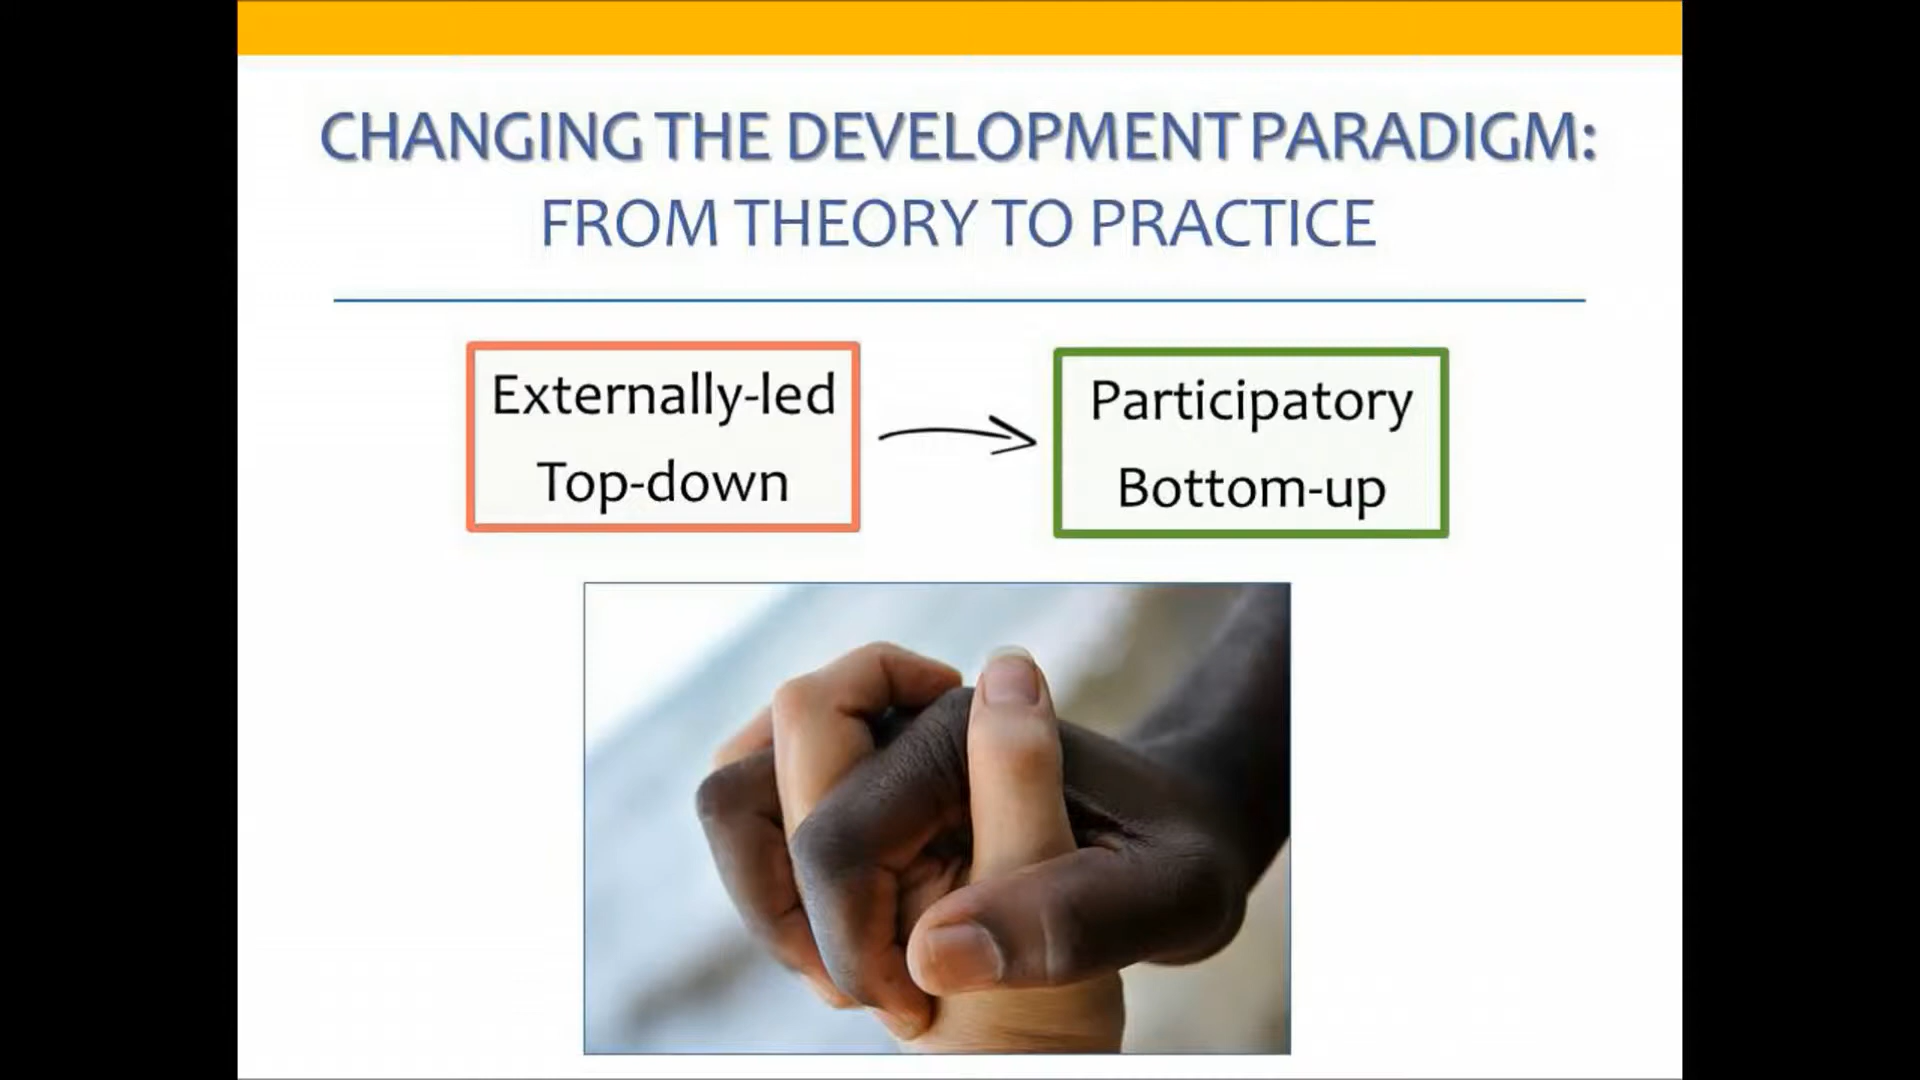 CHANGING THE DEVELOPMENT PARADIGM:
FROM THEORY TO PRACTICE
Externally-led
Top-down
Participatory
Bottom-up